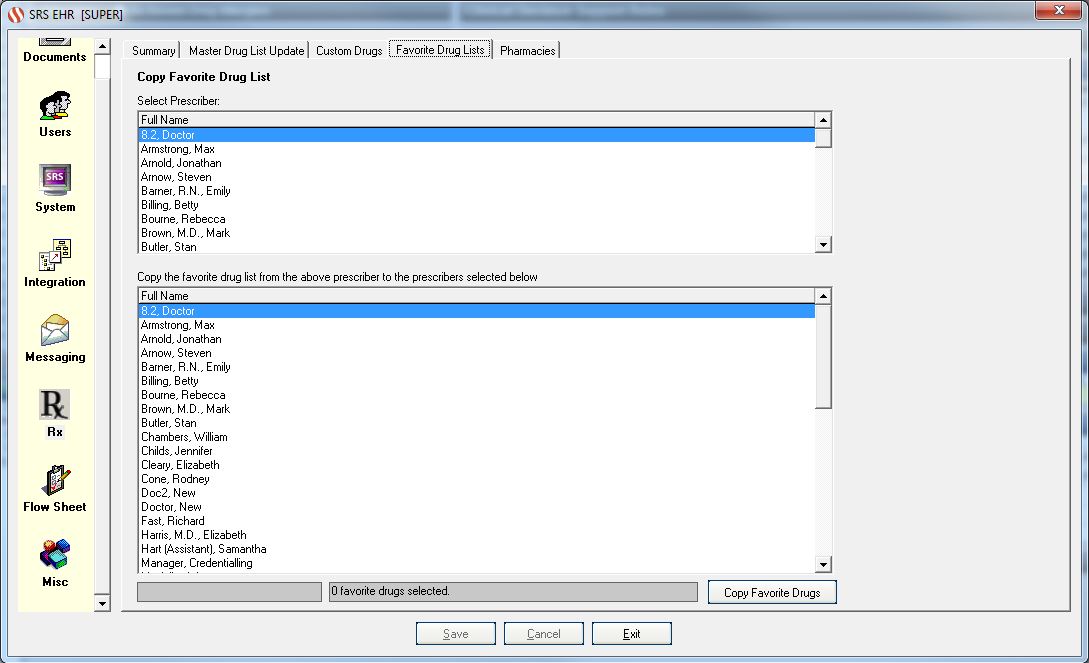 SRS EHR [SUPER]
Documents
Users
SRS
System
Integration
Messaging
Rx
Rx
Flow Sheet
Misc
Summary Master Drug List Update Custom Drugs Favorite Drug Lists Pharmacies
Copy Favorite Drug List
Select Prescriber:
Full Name
8.2, Doctor
Armstrong, Max
Arnold, Jonathan
Arnow, Steven
Barner, R.N., Emily
Billing, Betty
Bourne, Rebecca
Brown, M.D., Mark
Butler, Stan
Copy the favorite drug list from the above prescriber to the prescribers selected below
Full Name
8.2, Doctor
Armstrong, Max
Arnold, Jonathan
Arnow, Steven
Barner, R.N., Emily
Billing, Betty
Bourne, Rebecca
Brown, M.D., Mark
Butler, Stan
Chambers, William
Childs, Jennifer
Cleary, Elizabeth
Cone, Rodney
Doc2, New
Doctor, New
Fast, Richard
Harris, M.D., Elizabeth
Hart (Assistant), Samantha
Manager, Credentialling
0 favorite drugs selected.
Copy Favorite Drugs
Save Cancel Exit